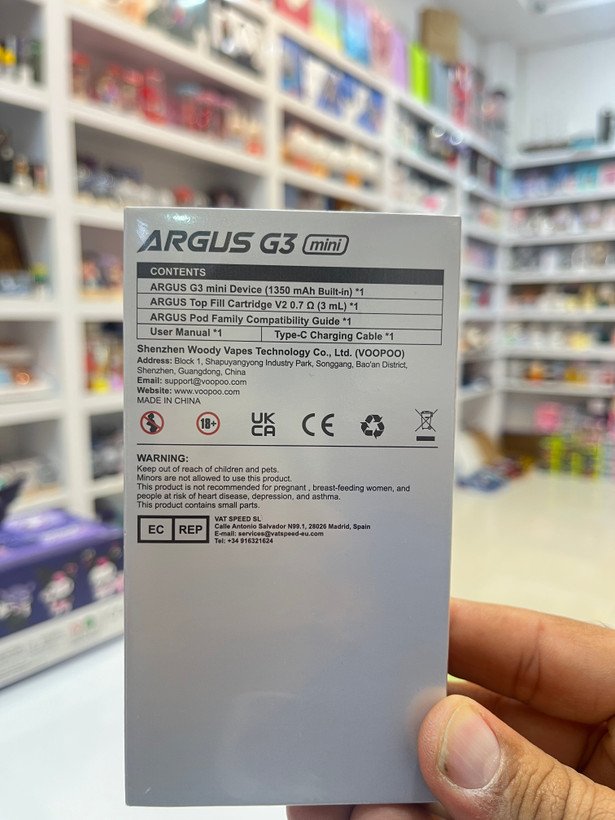 ARGUS G3 mini
CONTENTS
ARGUS G3 mini Device (1350 mAh Built-in) *1
ARGUS Top Fill Cartridge V2 0.7 Ω (3 mL) *1
ARGUS Pod Family Compatibility Guide *1
User Manual *1 Type-C Charging Cable *1
Shenzhen Woody Vapes Technology Co., Ltd. (VOOPOO)
Address: Block 1, Shapuyangyong Industry Park, Songgang, Bao'an District,
Shenzhen, Guangdong, China
Email: support@voopoo.com
Website: www.voopoo.com
MADE IN CHINA
18+
UK
CA
CE
WARNING:
Keep out of reach of children and pets.
Minors are not allowed to use this product.
This product is not recommended for pregnant , breast-feeding women, and
people at risk of heart disease, depression, and asthma.
This product contains small parts.
EC REP
VAT SPEED SL
Calle Antonio Salvador N99.1, 28026 Madrid, Spain
E-mail: services@vatspeed-eu.com
Tel: +34 916321624